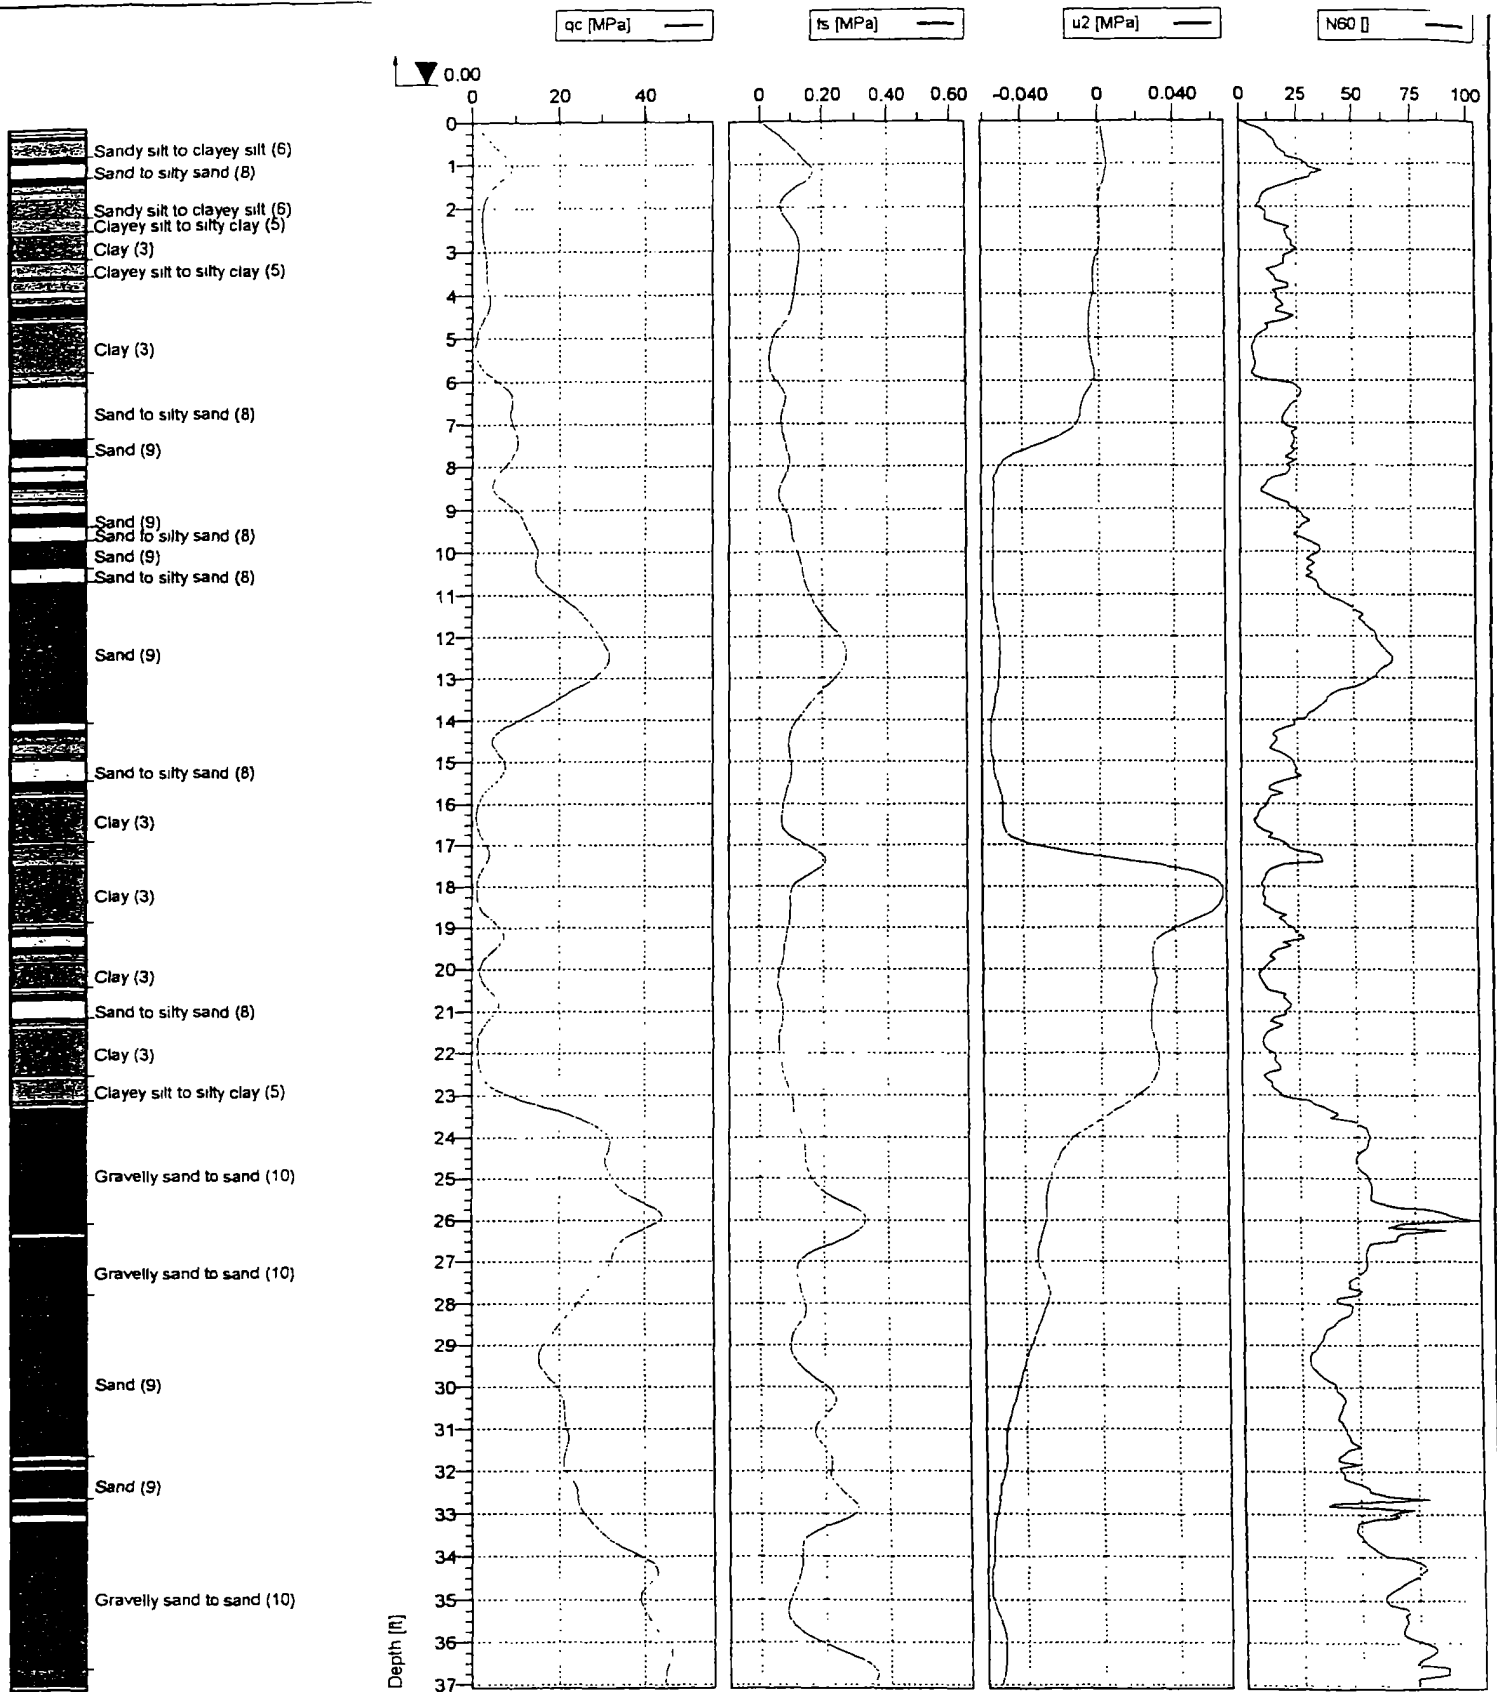 qc [MPa]
fs [MPa]
u2 [MPa]
N60 []
0.00
0 20 40
0 0.20 0.40 0.60
-0.040 0 0.040
0 25 50 75 100
0
1
2
3
4
5
6
7
8
9
10
11
12
13
14
15
16
17
18
19
20
21
22
23
24
25
26
27
28
29
30
31
32
33
34
35
36
37
Depth [ft]
Sandy silt to clayey silt (6)
Sand to silty sand (8)
Sandy silt to clayey silt (6)
Clayey silt to silty clay (5)
Clay (3)
Clayey silt to silty clay (5)
Clay (3)
Sand to silty sand (8)
Sand (9)
Sand (9)
Sand to silty sand (8)
Sand (9)
Sand to silty sand (8)
Sand (9)
Sand to silty sand (8)
Clay (3)
Clay (3)
Clay (3)
Sand to silty sand (8)
Clay (3)
Clayey silt to silty clay (5)
Gravelly sand to sand (10)
Gravelly sand to sand (10)
Sand (9)
Sand (9)
Gravelly sand to sand (10)